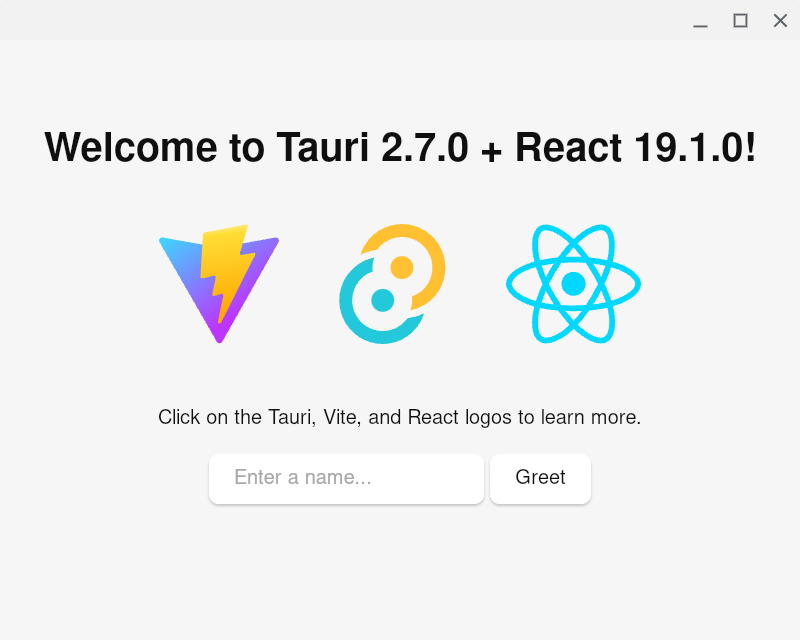 Welcome to Tauri 2.7.0 + React 19.1.0!
Click on the Tauri, Vite, and React logos to learn more.
Enter a name...
Greet